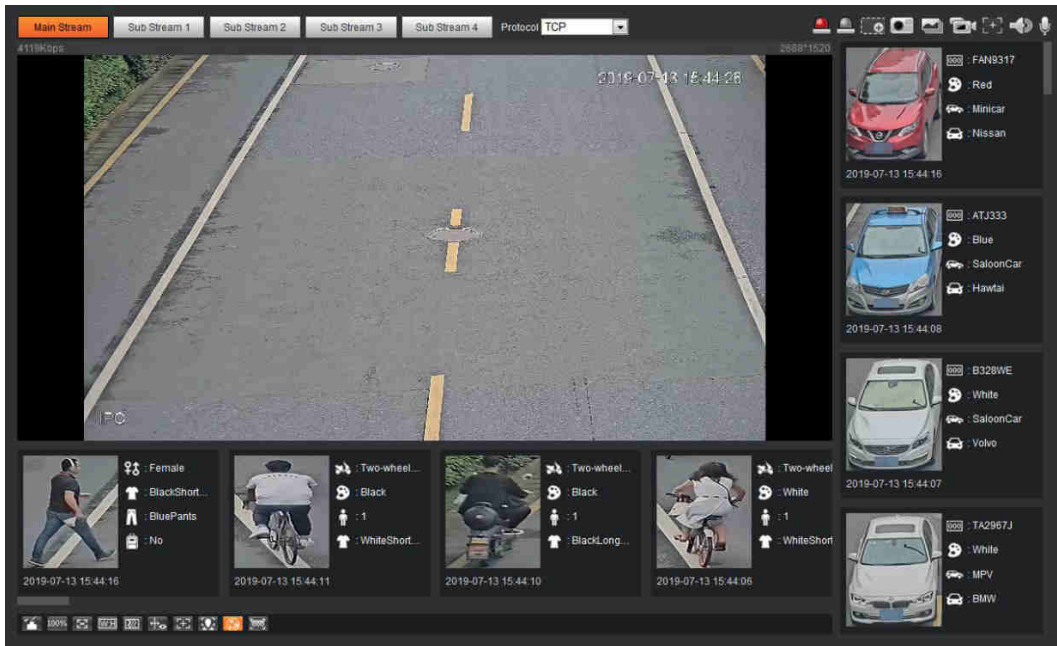 Main Stream Sub Stream 1 Sub Stream 2 Sub Stream 3 Sub Stream 4 Protocol TCP
4119Kbps 2688*1520
2019-07-13 15:44:26
IPC
: FAN9317
: Red
: Minicar
: Nissan
2019-07-13 15:44:16
: ATJ333
: Blue
: SaloonCar
: Hawtai
2019-07-13 15:44:08
: B328WE
: White
: SaloonCar
: Volvo
2019-07-13 15:44:07
: TA2967J
: White
: MPV
: BMW
: Female
: BlackShort...
: BluePants
: No
2019-07-13 15:44:16
: Two-wheel...
: Black
: 1
: WhiteShort...
2019-07-13 15:44:11
: Two-wheel...
: Black
: 1
: BlackLong...
2019-07-13 15:44:10
: Two-wheel
: White
: 1
: WhiteShort
2019-07-13 15:44:06
100% W:H